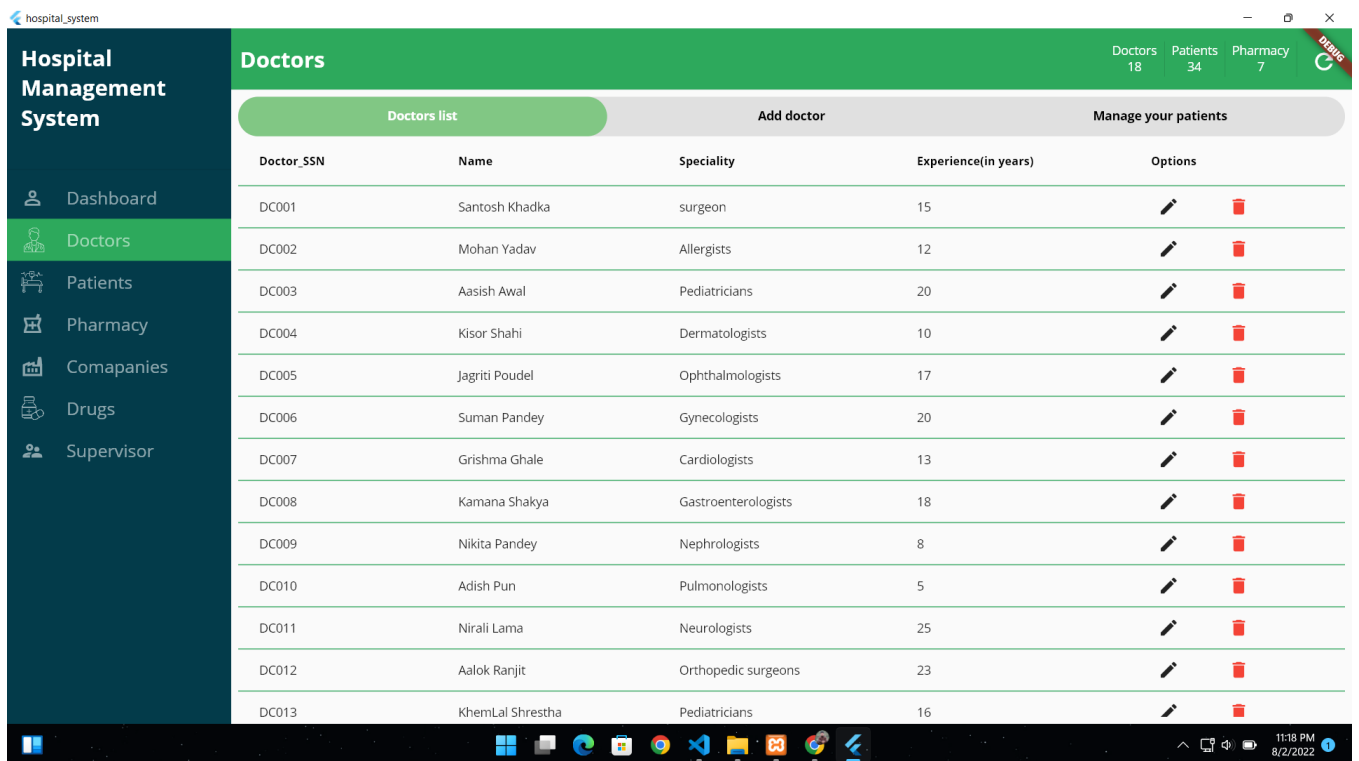 hospital_system
Hospital
Management
System
Doctors
Doctors Patients Pharmacy
18 34 7
DEBUG
Doctors list Add doctor Manage your patients
Doctor_SSN Name Speciality Experience(in years) Options
Dashboard
Doctors
Patients
Pharmacy
Comapanies
Drugs
Supervisor
DC001 Santosh Khadka surgeon 15
DC002 Mohan Yadav Allergists 12
DC003 Aasish Awal Pediatricians 20
DC004 Kisor Shahi Dermatologists 10
DC005 Jagriti Poudel Ophthalmologists 17
DC006 Suman Pandey Gynecologists 20
DC007 Grishma Ghale Cardiologists 13
DC008 Kamana Shakya Gastroenterologists 18
DC009 Nikita Pandey Nephrologists 8
DC010 Adish Pun Pulmonologists 5
DC011 Nirali Lama Neurologists 25
DC012 Aalok Ranjit Orthopedic surgeons 23
DC013 KhemLal Shrestha Pediatricians 16
11:18 PM
8/2/2022 1